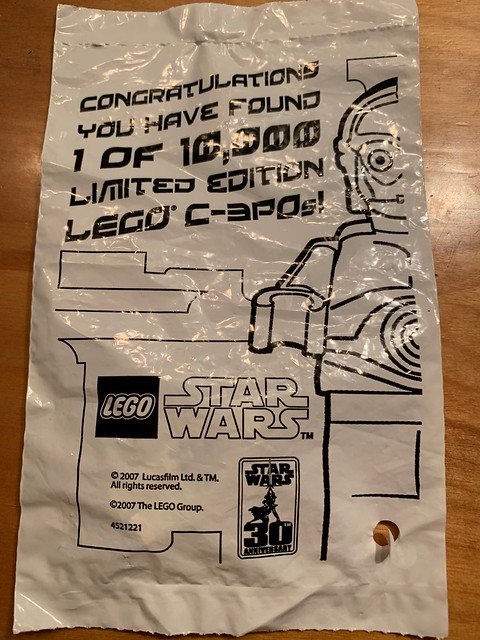 CONGRATULATIONS
YOU HAVE FOUND
1 OF 10,000
LIMITED EDITION
LEGO® C-3POs!
LEGO STAR WARS™
© 2007 Lucasfilm Ltd. & TM.
All rights reserved.
©2007 The LEGO Group.
4521221
STAR
WARS
30th
ANNIVERSARY